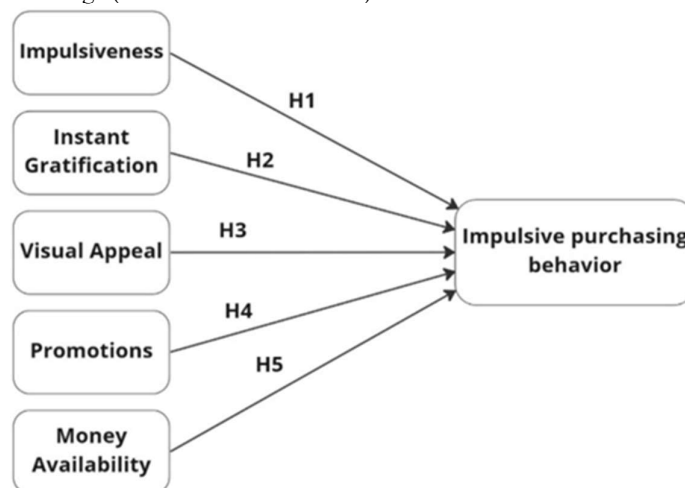 Impulsiveness
H1
Instant
Gratification
H2
Visual Appeal
H3
Impulsive purchasing
behavior
Promotions
H4
H5
Money
Availability